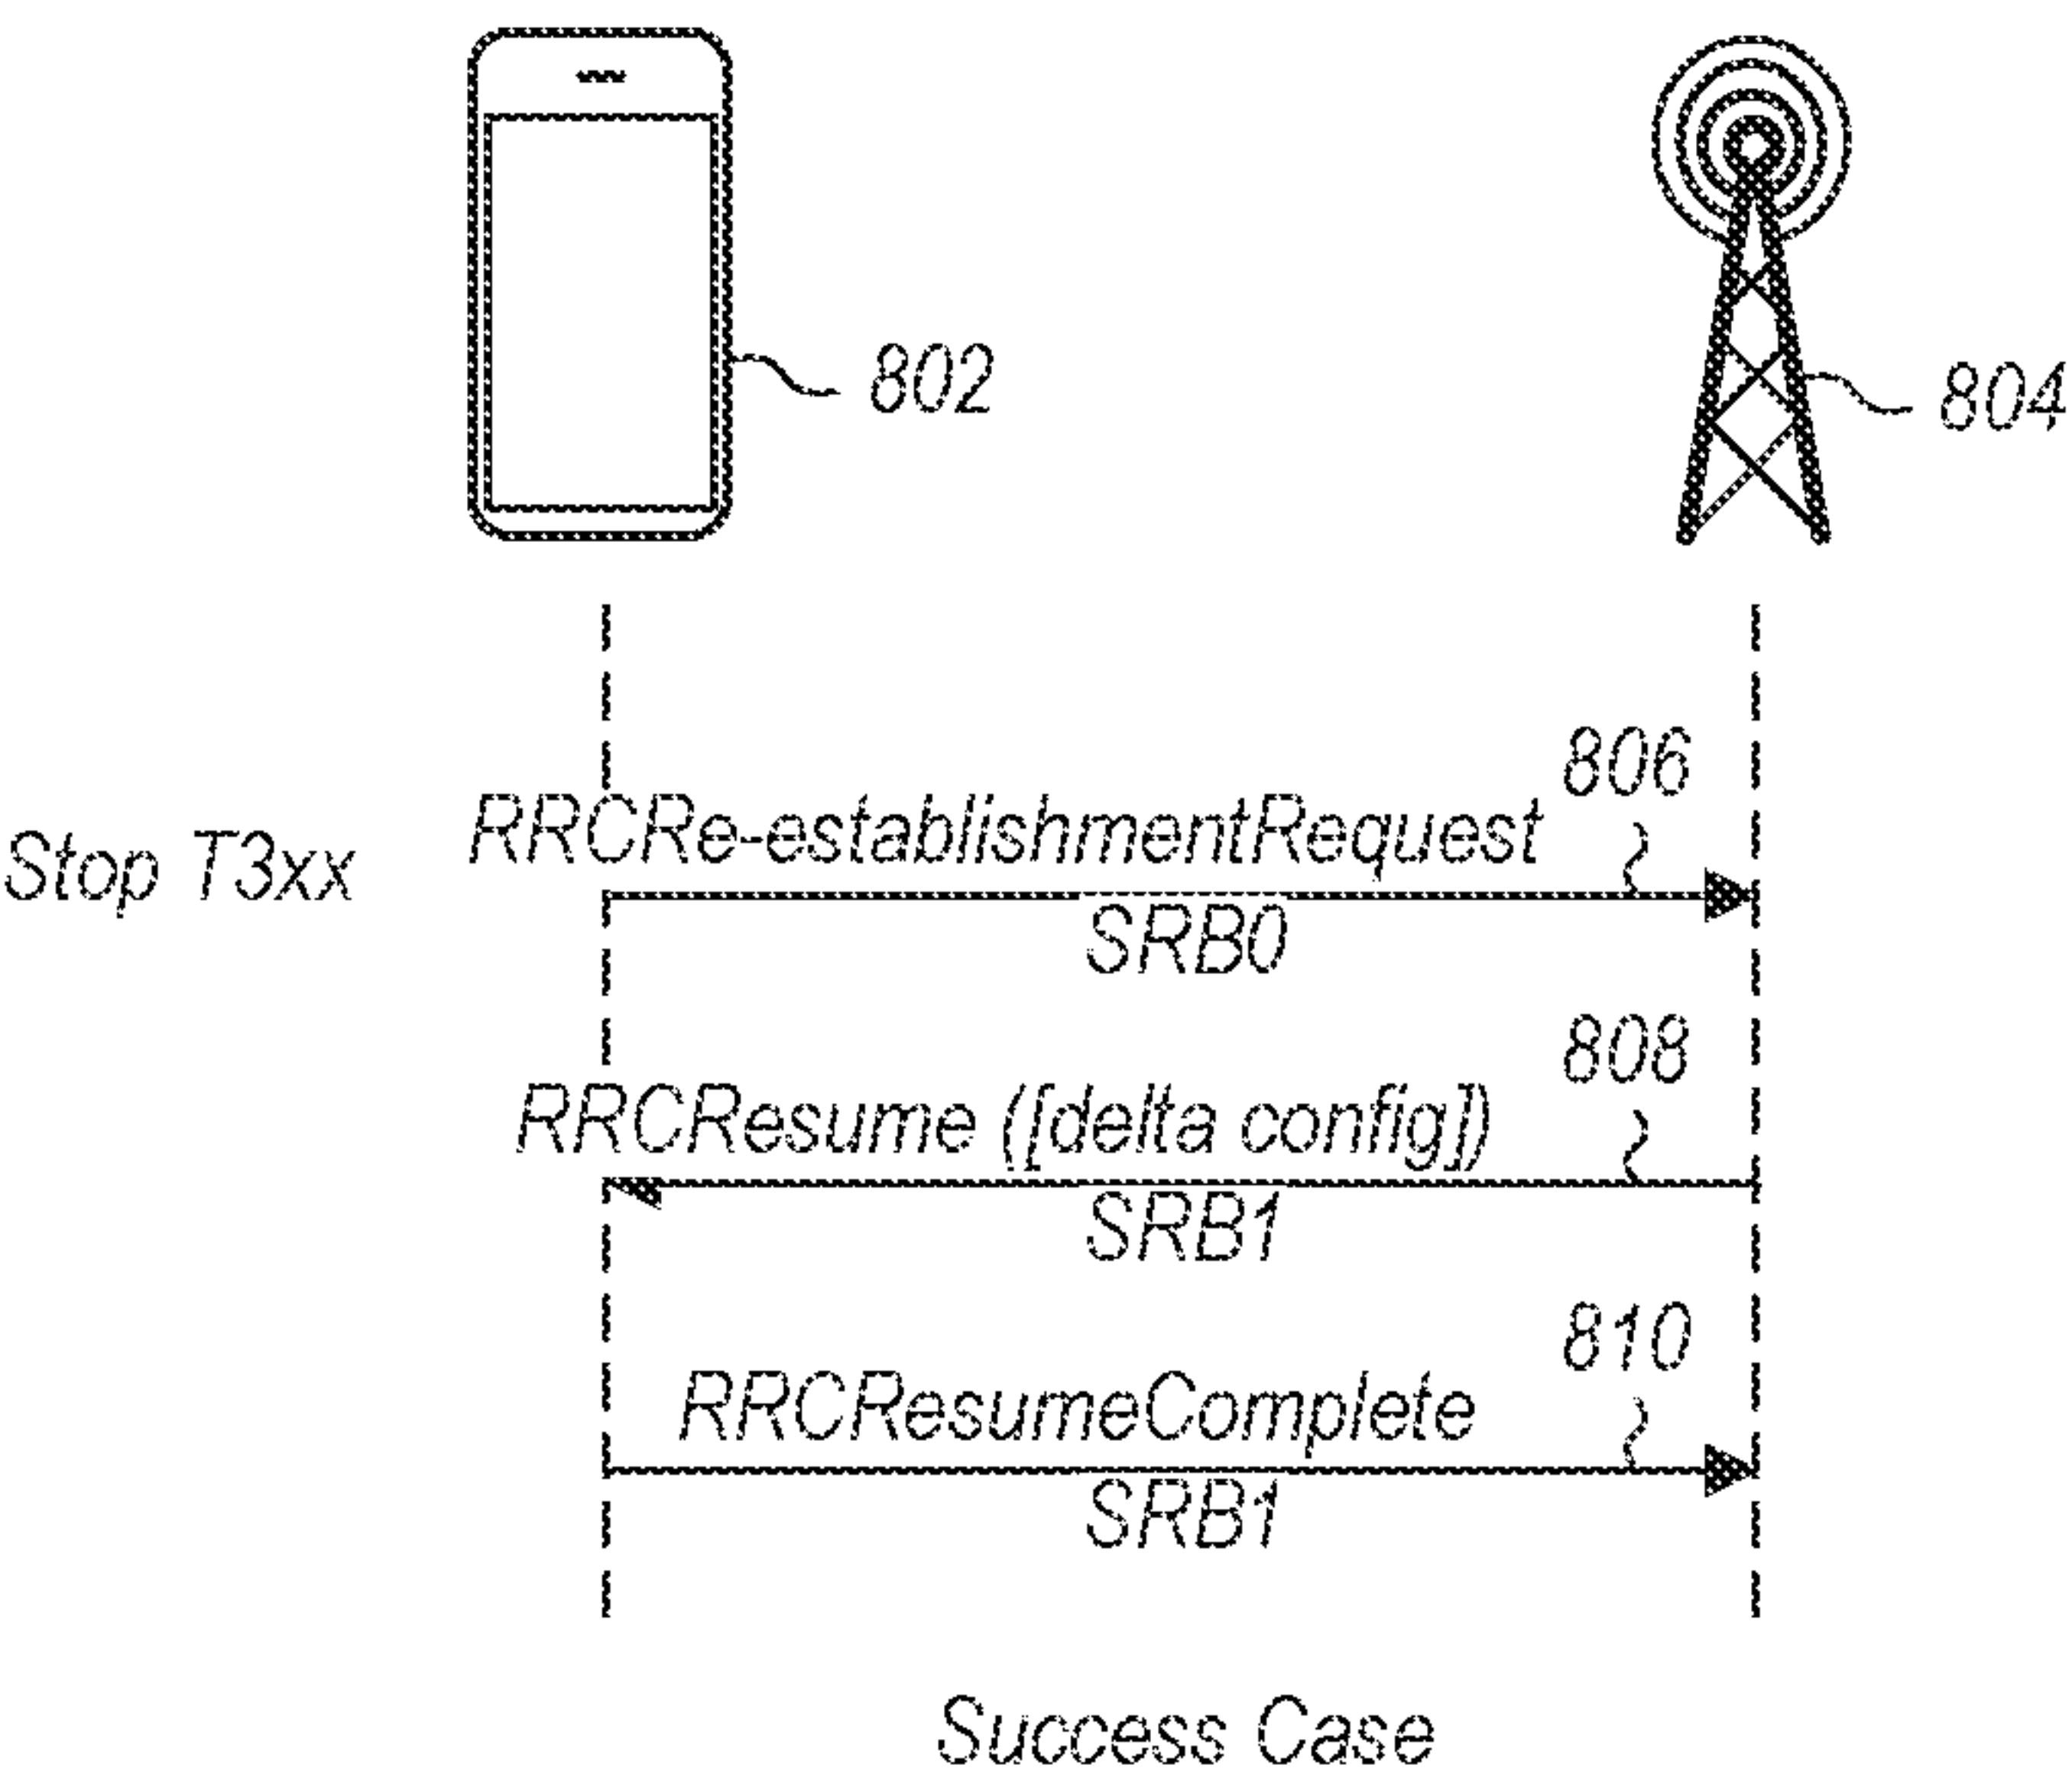 802
804
806
RRCRe-establishmentRequest
Stop T3xx
SRB0
808
RRCResume ([delta config])
SRB1
810
RRCResumeComplete
SRB1
Success Case